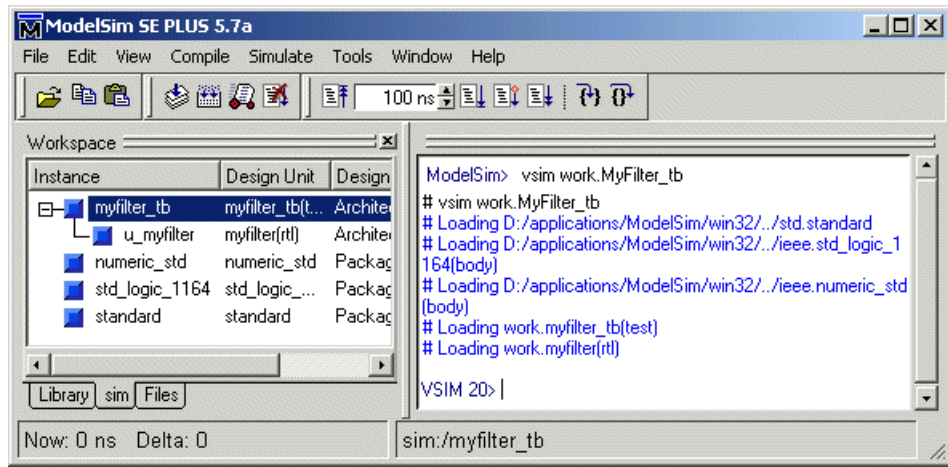 ModelSim SE PLUS 5.7a
File Edit View Compile Simulate Tools Window Help
100 ns
Workspace
Instance Design Unit Design
myfilter_tb myfilter_tb(t... Archite
u_myfilter myfilter(rtl) Archite
numeric_std numeric_std Packag
std_logic_1164 std_logic_... Packag
standard standard Packag
Library sim Files
ModelSim> vsim work.MyFilter_tb
# vsim work.MyFilter_tb
# Loading D:/applications/ModelSim/win32/../std.standard
# Loading D:/applications/ModelSim/win32/../ieee.std_logic_1
164(body)
# Loading D:/applications/ModelSim/win32/../ieee.numeric_std
(body)
# Loading work.myfilter_tb(test)
# Loading work.myfilter(rtl)
VSIM 20>
Now: 0 ns Delta: 0 sim:/myfilter_tb